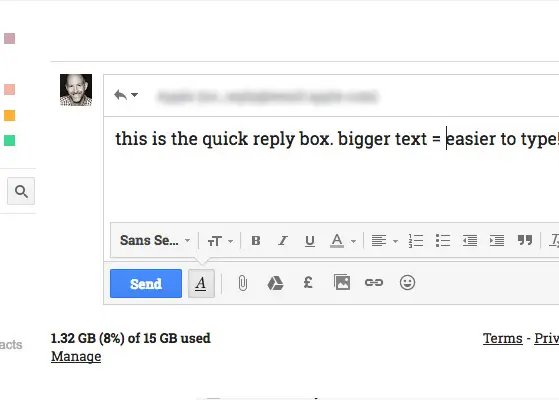 this is the quick reply box. bigger text = easier to type!
Sans Se...
Send
1.32 GB (8%) of 15 GB used
Terms - Priv
Manage
acts